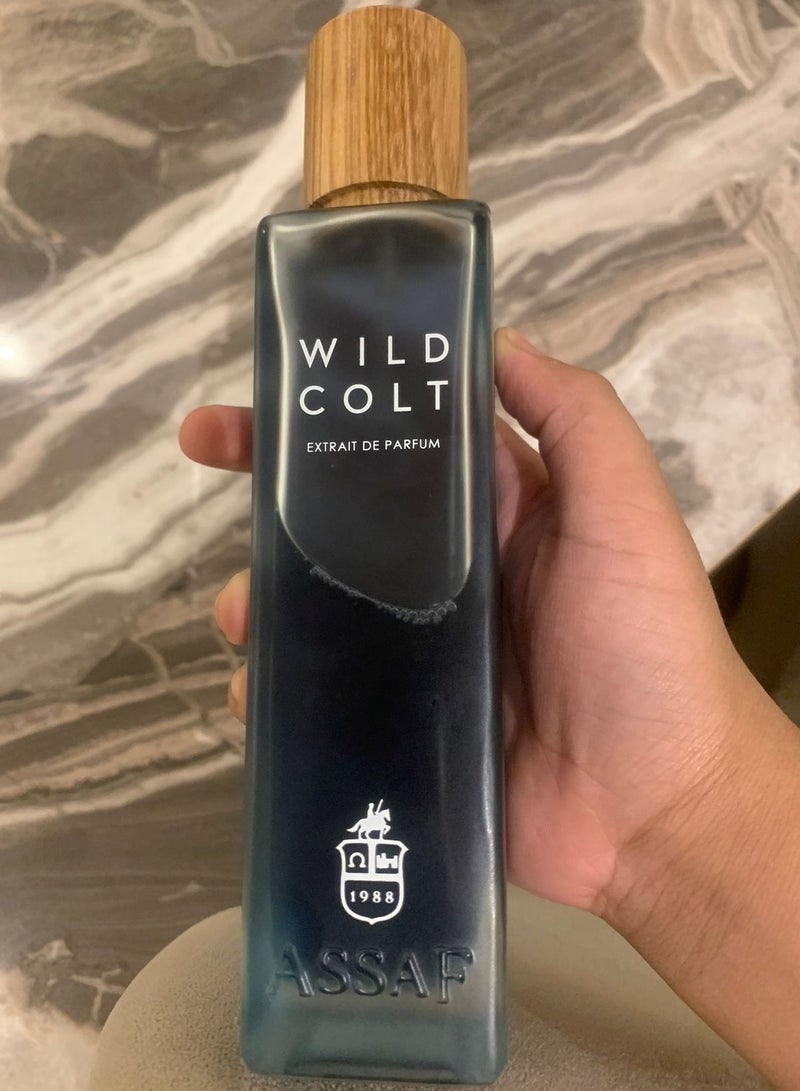 WILD
COLT
EXTRAIT DE PARFUM
Ω
1988
ASSAF